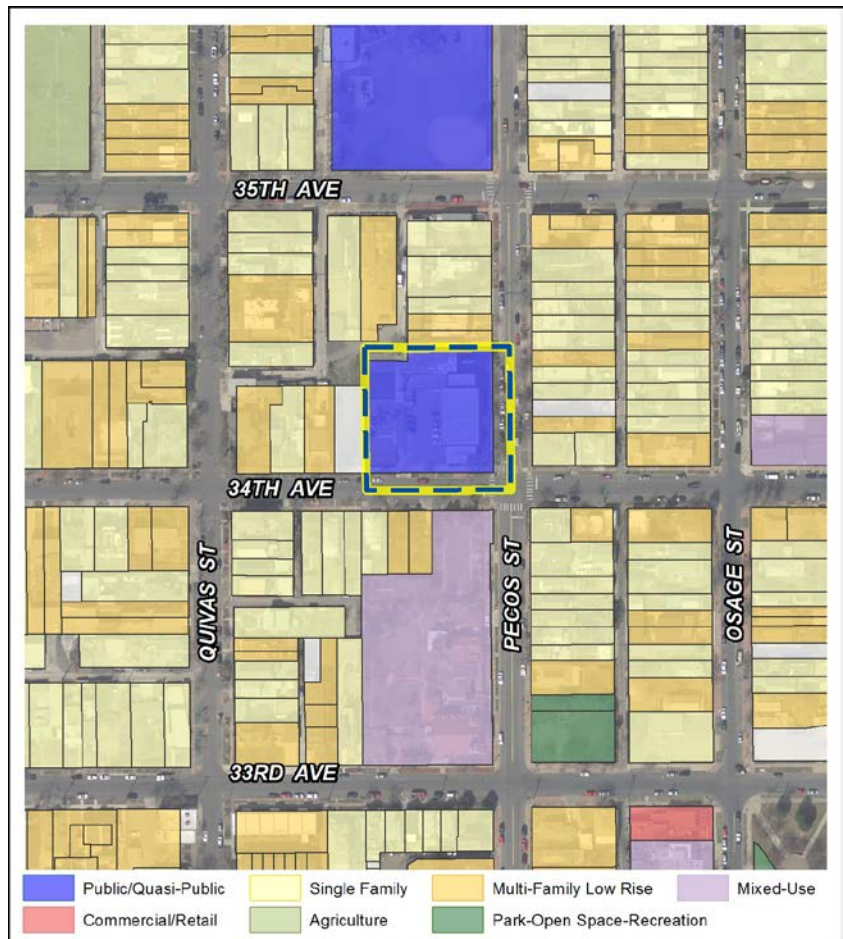 35TH AVE
34TH AVE
QUIVAS ST
PECOS ST
OSAGE ST
33RD AVE
Public/Quasi-Public
Single Family
Multi-Family Low Rise
Mixed-Use
Commercial/Retail
Agriculture
Park-Open Space-Recreation